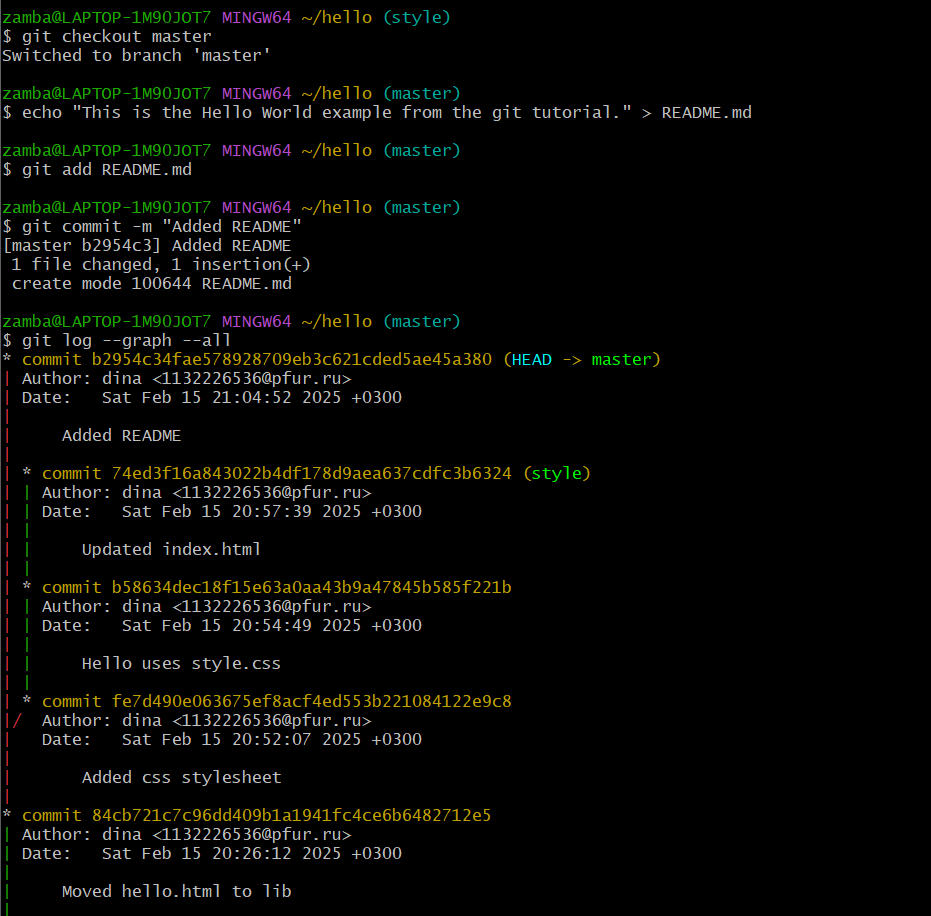 zamba@LAPTOP-1M90JOT7 MINGW64 ~/hello (style)
$ git checkout master
Switched to branch 'master'

zamba@LAPTOP-1M90JOT7 MINGW64 ~/hello (master)
$ echo "This is the Hello World example from the git tutorial." > README.md

zamba@LAPTOP-1M90JOT7 MINGW64 ~/hello (master)
$ git add README.md

zamba@LAPTOP-1M90JOT7 MINGW64 ~/hello (master)
$ git commit -m "Added README"
[master b2954c3] Added README
 1 file changed, 1 insertion(+)
 create mode 100644 README.md

zamba@LAPTOP-1M90JOT7 MINGW64 ~/hello (master)
$ git log --graph --all
* commit b2954c34fae578928709eb3c621cded5ae45a380 (HEAD -> master)
| Author: dina <1132226536@pfur.ru>
| Date:   Sat Feb 15 21:04:52 2025 +0300
|
|     Added README
|
| * commit 74ed3f16a843022b4df178d9aea637cdfc3b6324 (style)
| | Author: dina <1132226536@pfur.ru>
| | Date:   Sat Feb 15 20:57:39 2025 +0300
| |
| |     Updated index.html
| |
| * commit b58634dec18f15e63a0aa43b9a47845b585f221b
| | Author: dina <1132226536@pfur.ru>
| | Date:   Sat Feb 15 20:54:49 2025 +0300
| |
| |     Hello uses style.css
| |
| * commit fe7d490e063675ef8acf4ed553b221084122e9c8
|/  Author: dina <1132226536@pfur.ru>
|   Date:   Sat Feb 15 20:52:07 2025 +0300
|
|       Added css stylesheet
|
* commit 84cb721c7c96dd409b1a1941fc4ce6b6482712e5
| Author: dina <1132226536@pfur.ru>
| Date:   Sat Feb 15 20:26:12 2025 +0300
|
|     Moved hello.html to lib
|